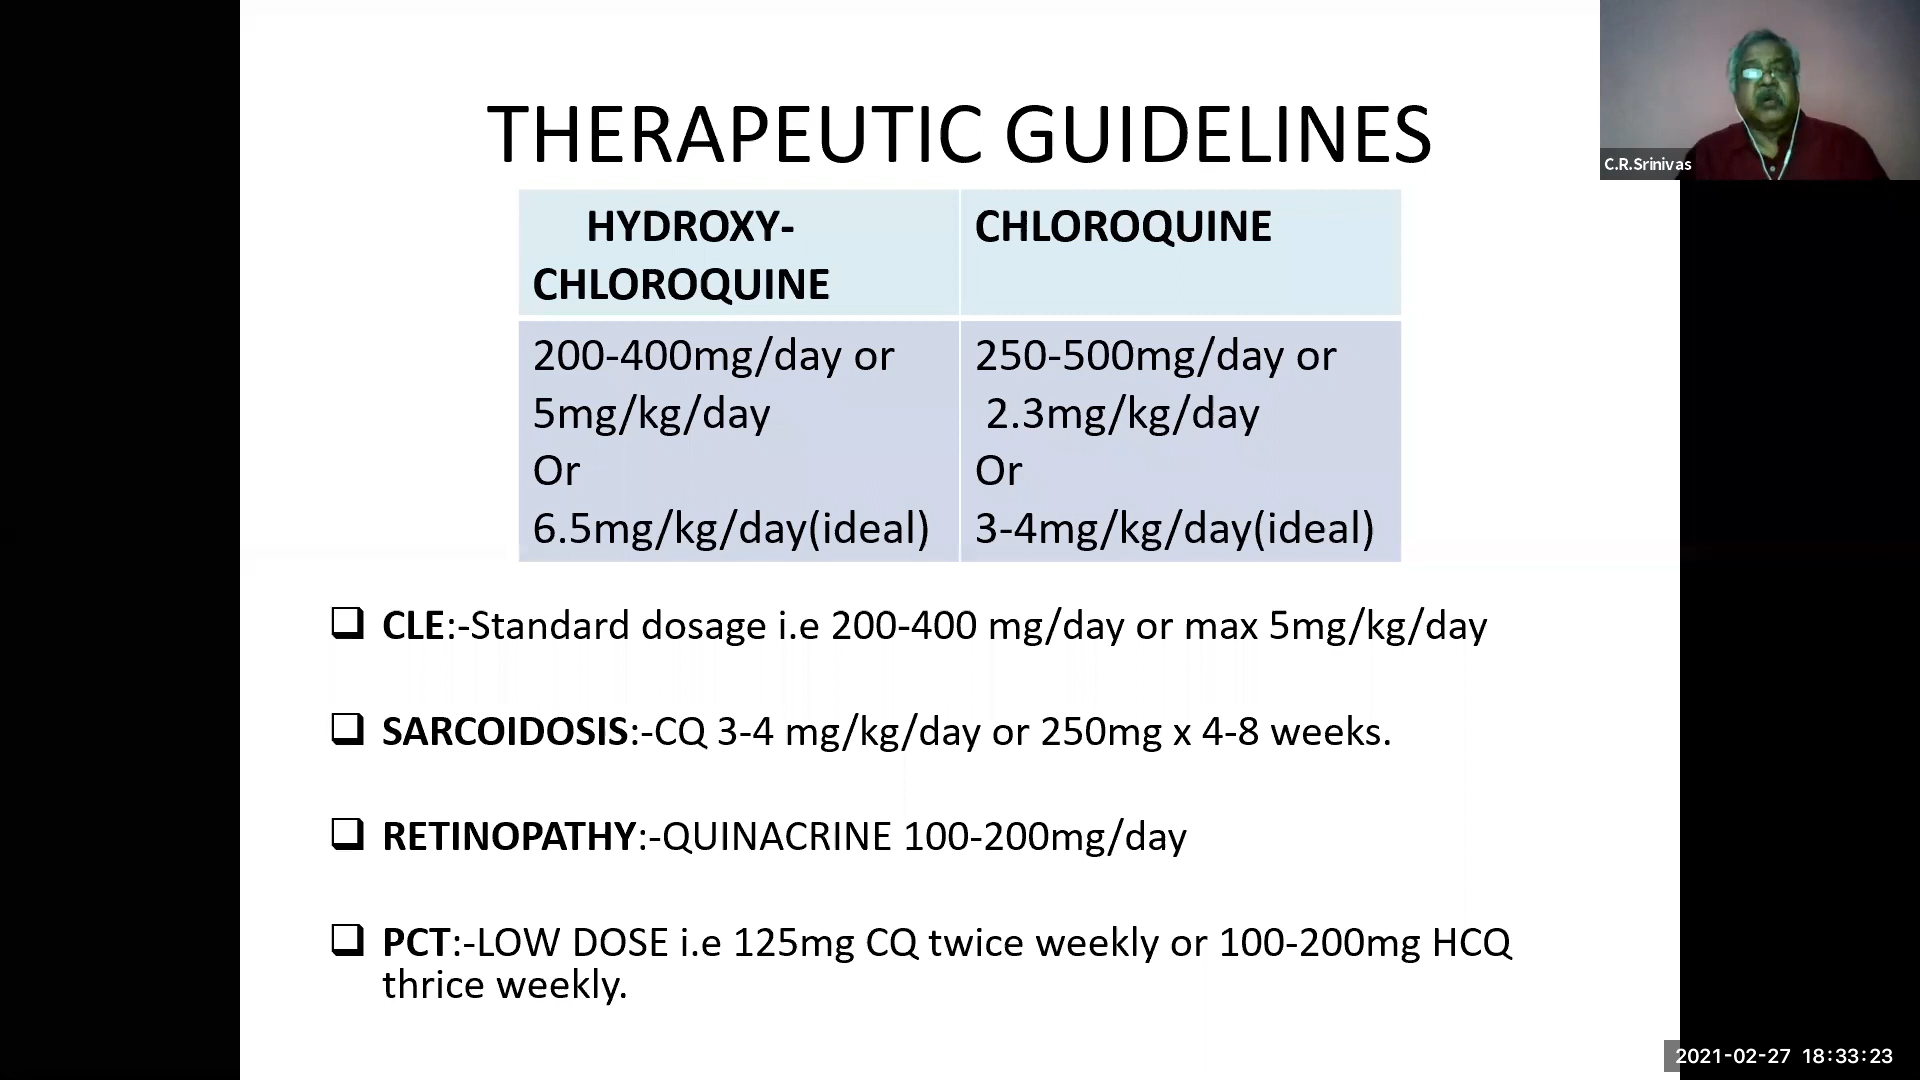 THERAPEUTIC GUIDELINES
C.R.Srinivas
HYDROXY-
CHLOROQUINE
CHLOROQUINE
200-400mg/day or
5mg/kg/day
Or
6.5mg/kg/day(ideal)
250-500mg/day or
2.3mg/kg/day
Or
3-4mg/kg/day(ideal)
CLE:-Standard dosage i.e 200-400 mg/day or max 5mg/kg/day
SARCOIDOSIS:-CQ 3-4 mg/kg/day or 250mg x 4-8 weeks.
RETINOPATHY:-QUINACRINE 100-200mg/day
PCT:-LOW DOSE i.e 125mg CQ twice weekly or 100-200mg HCQ
thrice weekly.
2021-02-27 18:33:23